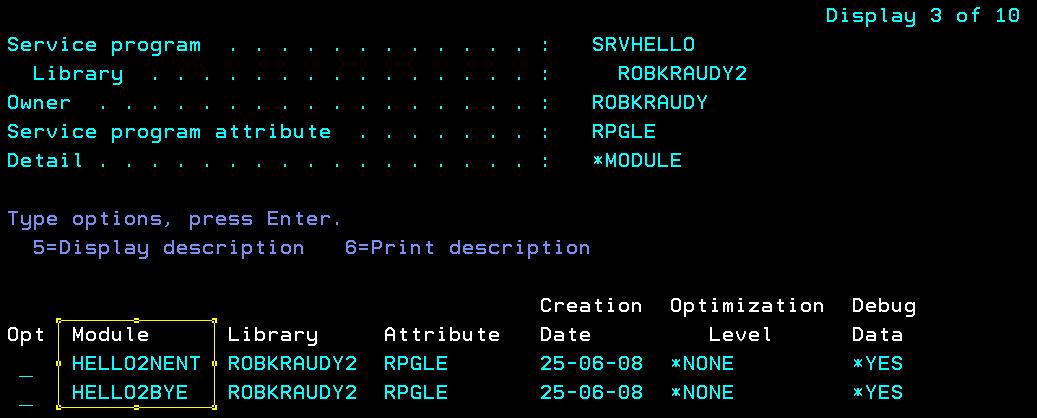 Display 3 of 10
Service program . . . . . . . . . . . . . :   SRVHELLO
  Library . . . . . . . . . . . . . . . . :     ROBKRAUDY2
Owner . . . . . . . . . . . . . . . . . . :   ROBKRAUDY
Service program attribute . . . . . . . . :   RPGLE
Detail . . . . . . . . . . . . . . . . . . :   *MODULE
Type options, press Enter.
  5=Display description   6=Print description
Creation  Optimization  Debug
Opt  Module      Library     Attribute   Date         Level      Data
_   HELLO2NENT  ROBKRAUDY2  RPGLE       25-06-08  *NONE         *YES
_   HELLO2BYE   ROBKRAUDY2  RPGLE       25-06-08  *NONE         *YES